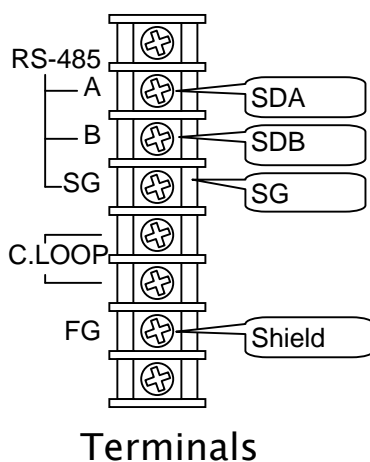 RS-485
A
SDA
B
SDB
SG
SG
C.LOOP
FG
Shield
Terminals